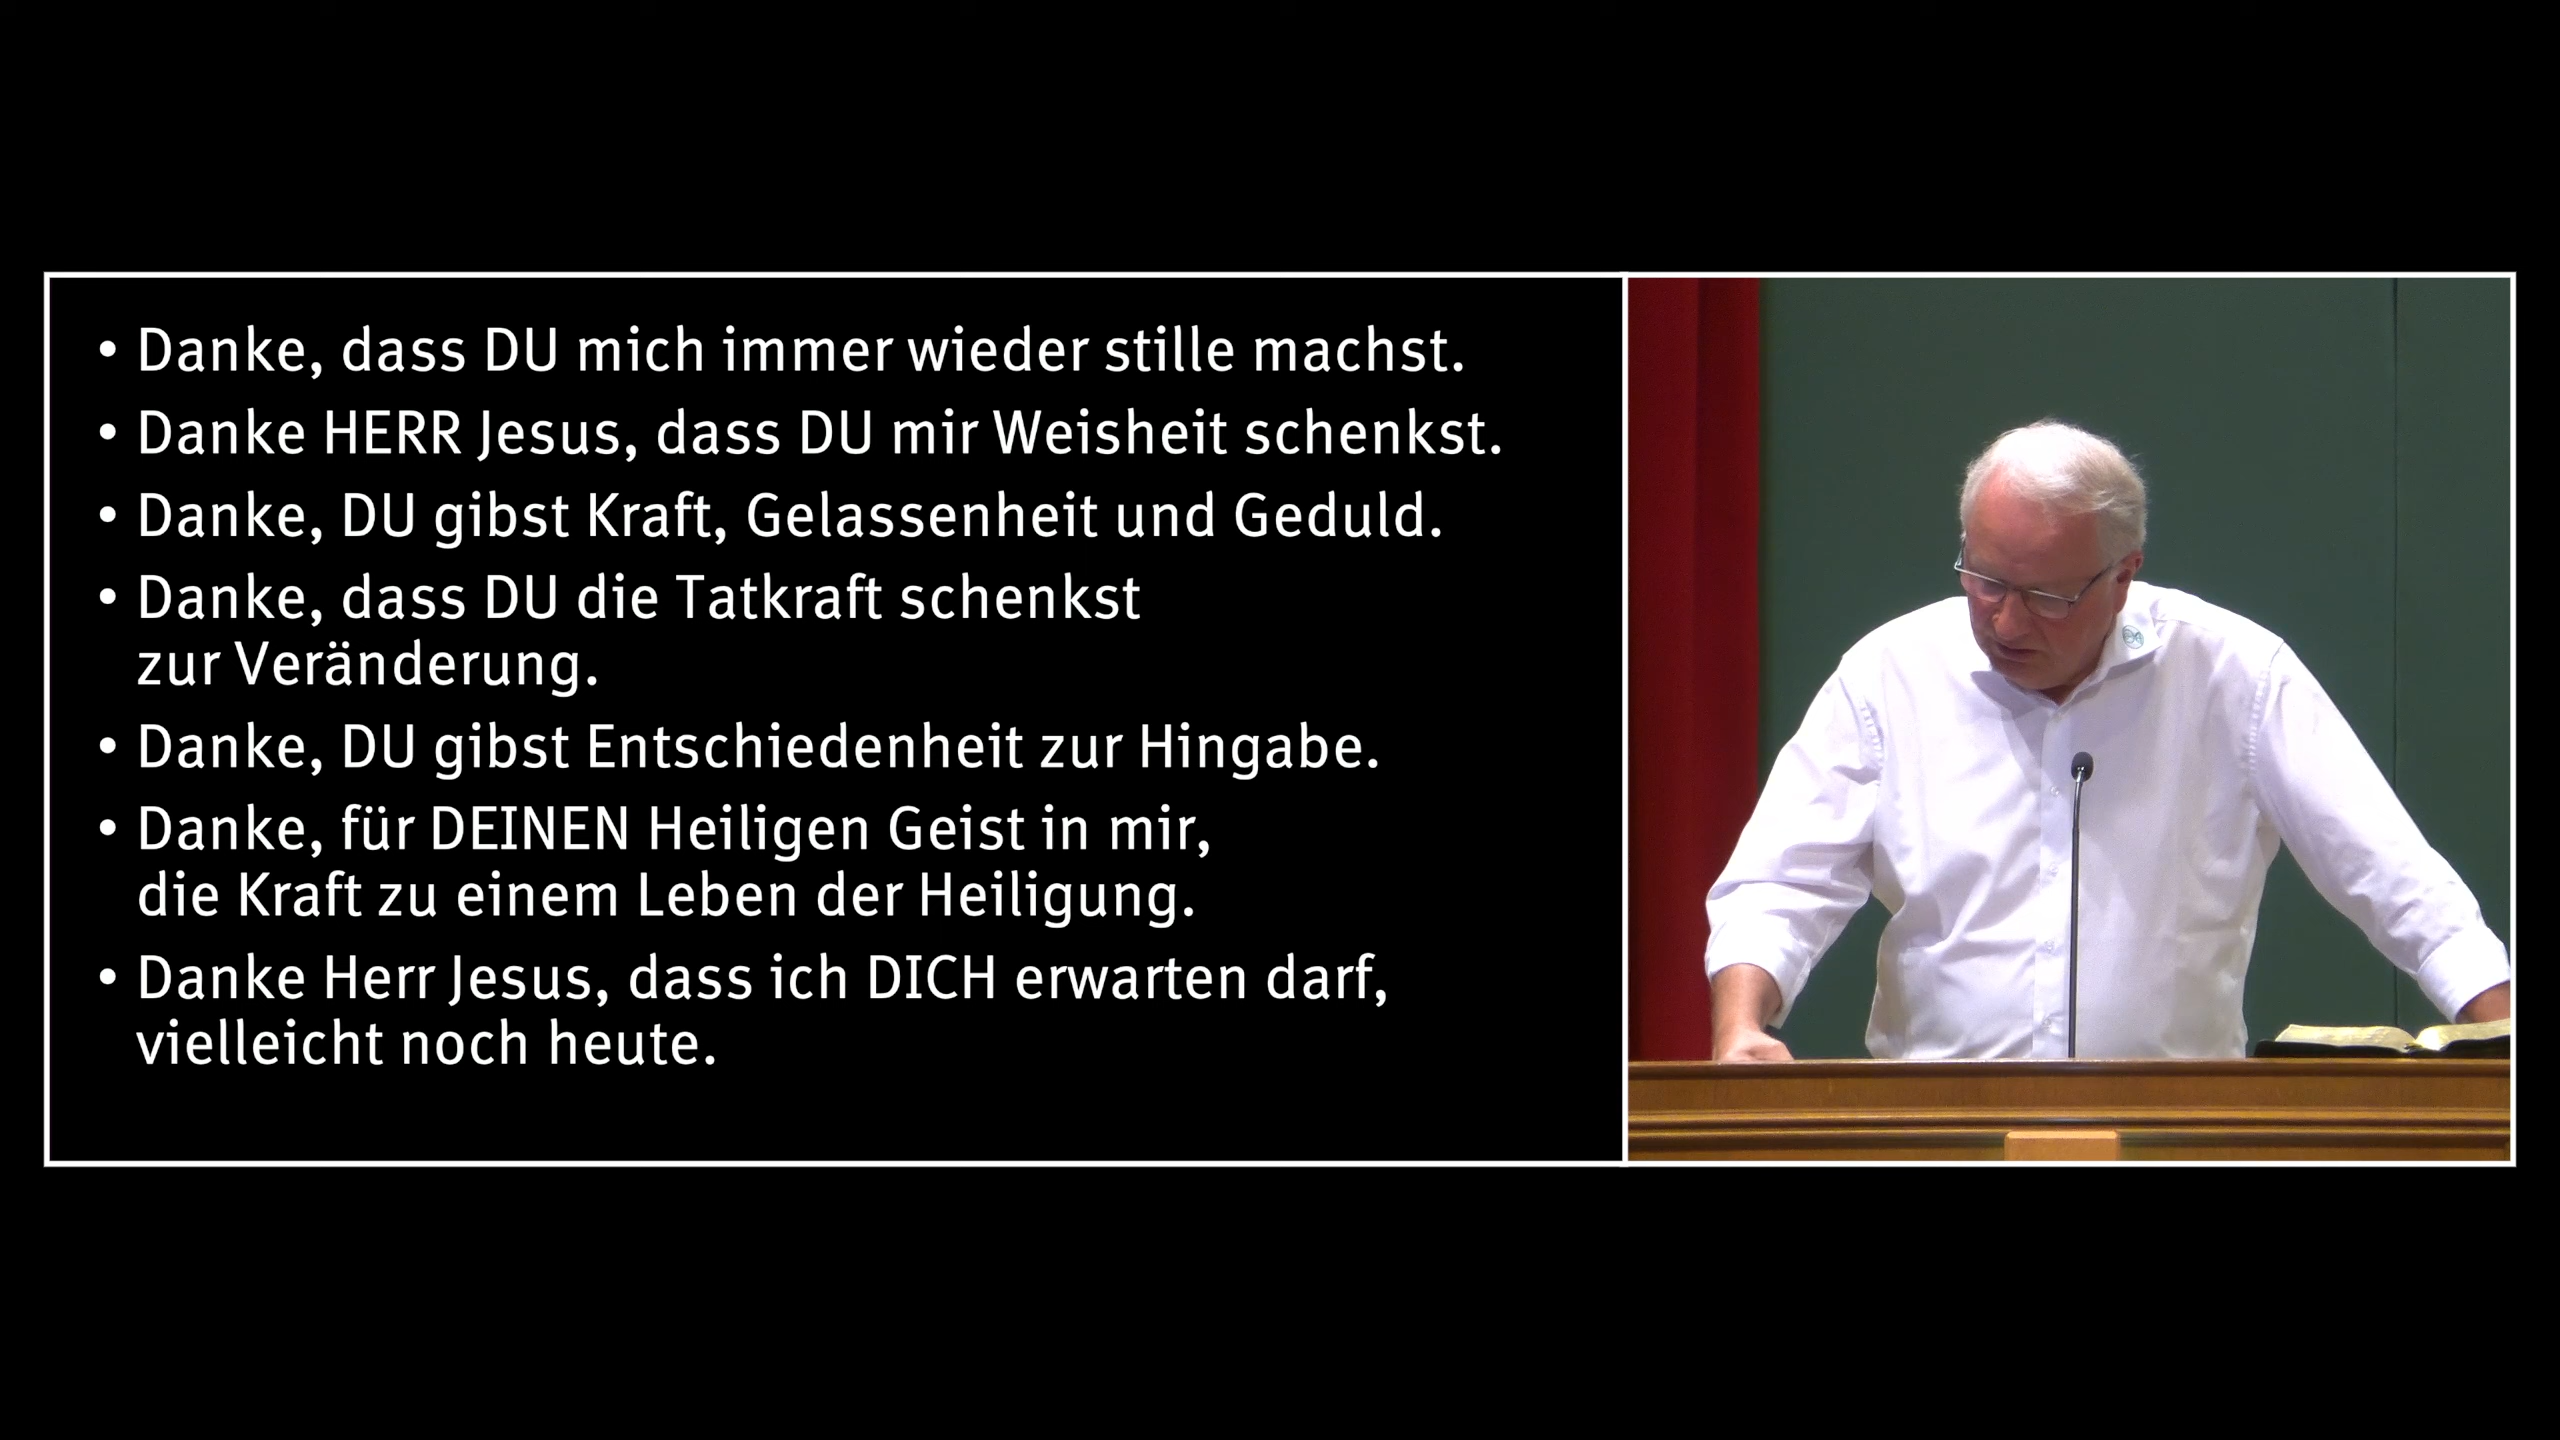 • Danke, dass DU mich immer wieder stille machst.
• Danke HERR Jesus, dass DU mir Weisheit schenkst.
• Danke, DU gibst Kraft, Gelassenheit und Geduld.
• Danke, dass DU die Tatkraft schenkst
zur Veränderung.
• Danke, DU gibst Entschiedenheit zur Hingabe.
• Danke, für DEINEN Heiligen Geist in mir,
die Kraft zu einem Leben der Heiligung.
• Danke Herr Jesus, dass ich DICH erwarten darf,
vielleicht noch heute.